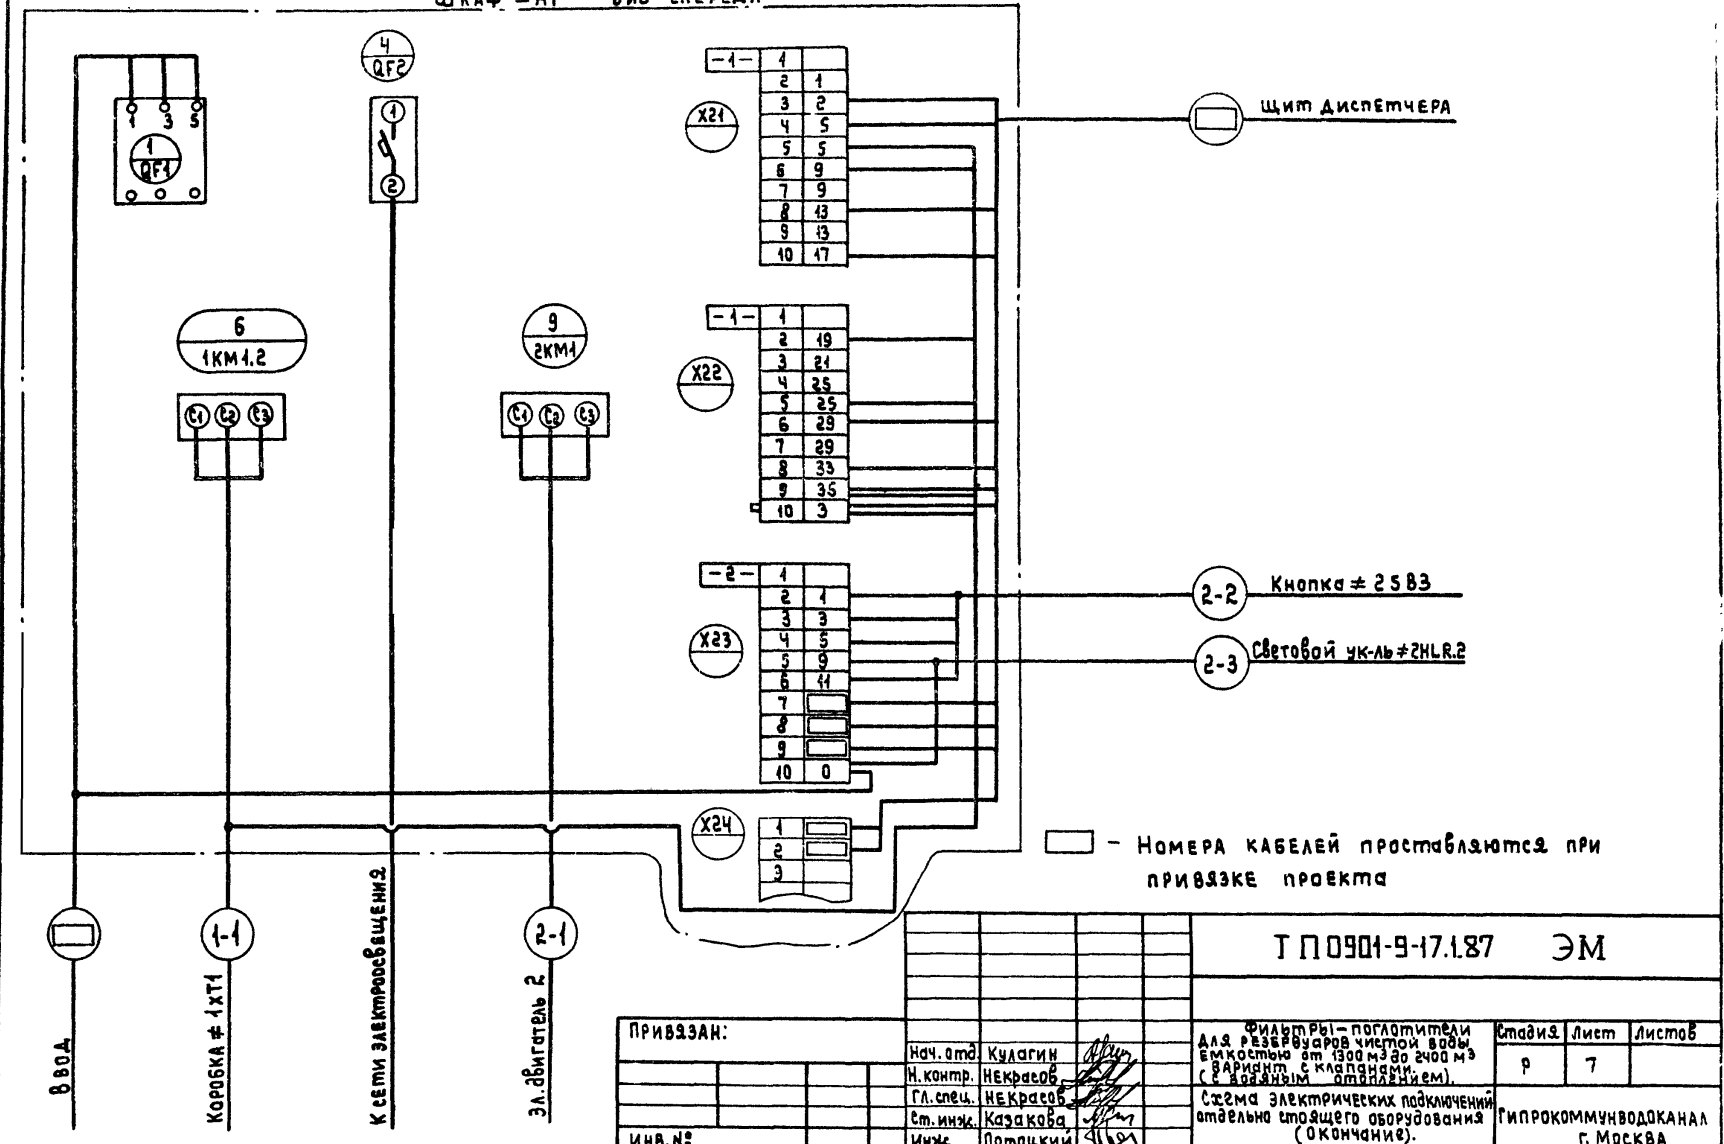 4
QF2
1 3 5
1
QF1
1
2
6
1КМ1.2
C1 C2 C3
9
2КМ1
C1 C2 C3
X21
-1- 1
2 1
3 2
4 5
5 5
6 9
7 9
8 13
9 13
10 17
X22
-1- 1
2 19
3 21
4 25
5 25
6 29
7 29
8 33
9 35
10 3
X23
-2- 1
2 1
3 3
4 5
5 9
6 11
7
8
9
10 0
X24
1
2
3
Щит диспетчера
2-2 Кнопка ≠ 2SB3
2-3 Световой ук-ль ≠2HLR.2
- Номера кабелей проставляются при
привязке проекта
1-1
2-1
Ввод
Коробка ≠ 1XT1
К сети электроосвещения
Эл.двигатель 2
ТП 0901-9-17.1.87 ЭМ
Привязан:
Инв.№
Нач. отд. Кулагин
Н.контр. Некрасов
Гл.спец. Некрасов
Ст.инж. Казакова
Инж. Потоцкий
Фильтры-поглотители
для резервуаров чистой воды
емкостью от 1300 м3 до 2400 м3
Вариант с клапанами.
(с водяным отоплением).
Стадия Лист Листов
Р 7
Схема электрических подключений
отдельно стоящего оборудования
(окончание).
Гипрокоммунводоканал
г. Москва